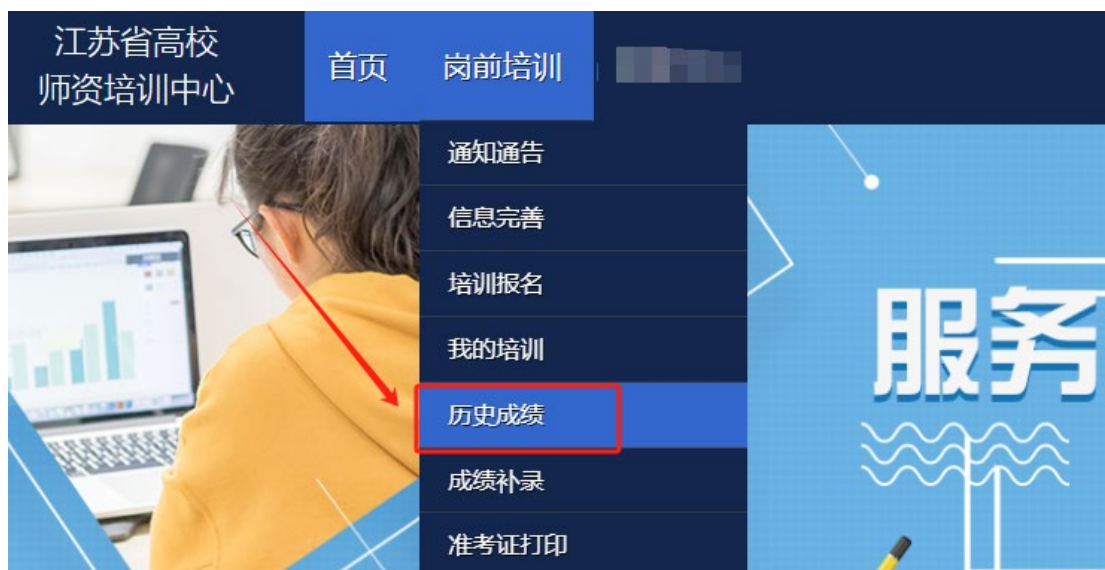 江苏省高校
师资培训中心
首页 岗前培训
通知通告
信息完善
培训报名
我的培训
历史成绩
成绩补录
准考证打印
服务